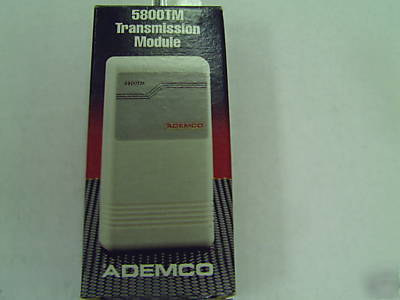 5800TM
Transmission
Module
5800TM
ADEMCO
ADEMCO